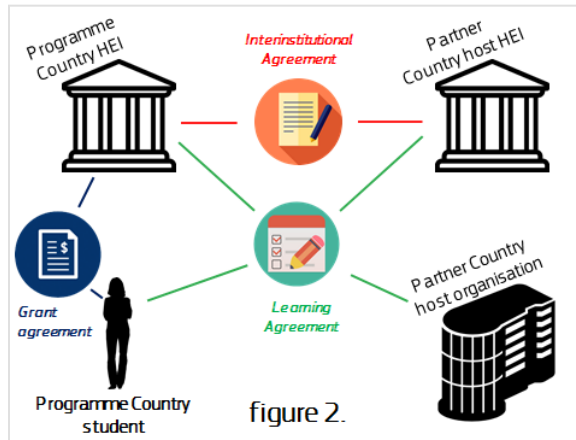 Programme
Country HEI
Interinstitutional
Agreement
Partner
Country host HEI
$
Grant
agreement
Learning
Agreement
Partner Country
host organisation
Programme Country
student
figure 2.